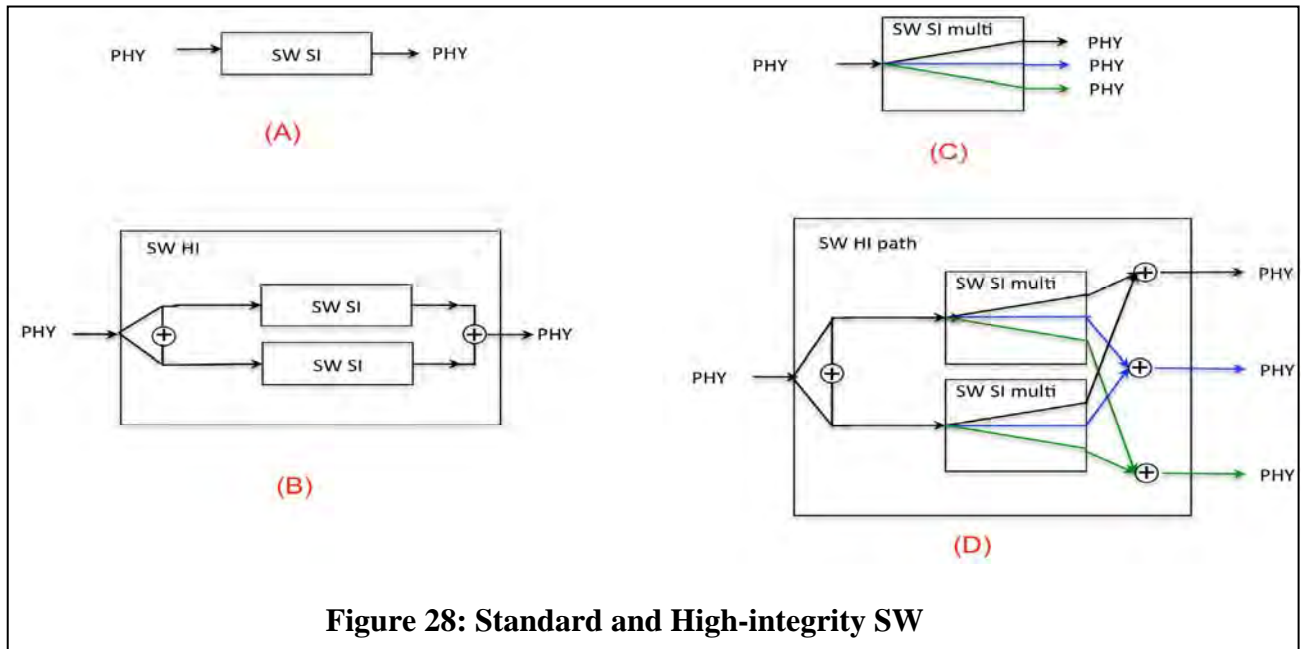 PHY
SW SI
PHY
(A)
SW SI multi
PHY
PHY
PHY
PHY
(C)
SW HI
PHY
SW SI
SW SI
PHY
(B)
SW HI path
PHY
SW SI multi
SW SI multi
PHY
PHY
PHY
(D)
Figure 28: Standard and High-integrity SW